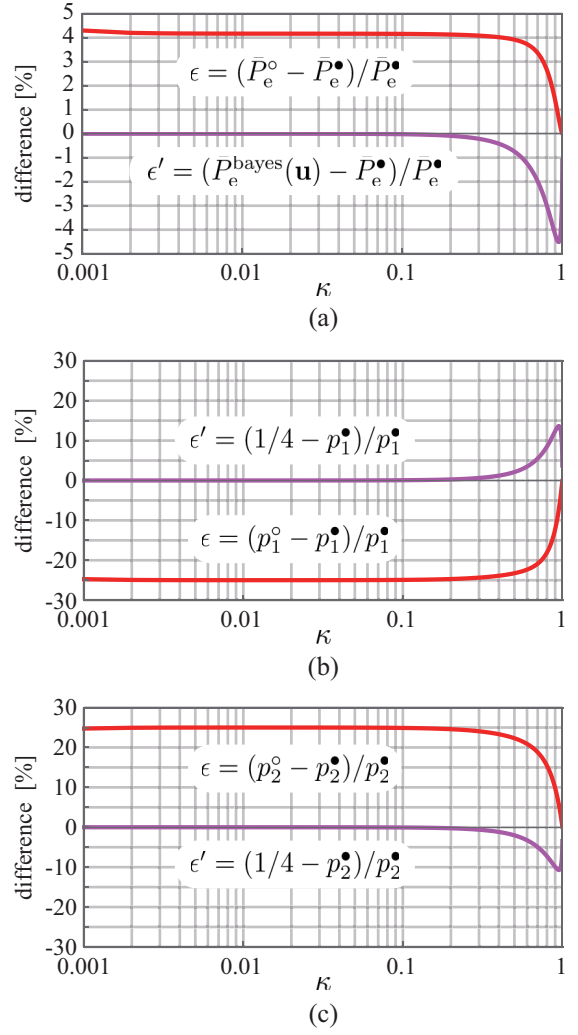 5
4
3
2
1
0
-1
-2
-3
-4
5
difference [%]
ϵ = (P̄ₑ° − P̄ₑ•)/P̄ₑ•
ϵ′ = (P̄ₑᵇᵃʸᵉˢ(𝐮) − P̄ₑ•)/P̄ₑ•
0.001 0.01 0.1 1
κ
(a)
30
20
10
0
-10
-20
-30
difference [%]
ϵ′ = (1/4 − p₁•)/p₁•
ϵ = (p₁° − p₁•)/p₁•
0.001 0.01 0.1 1
κ
(b)
30
20
10
0
-10
-20
-30
difference [%]
ϵ = (p₂° − p₂•)/p₂•
ϵ′ = (1/4 − p₂•)/p₂•
0.001 0.01 0.1 1
κ
(c)